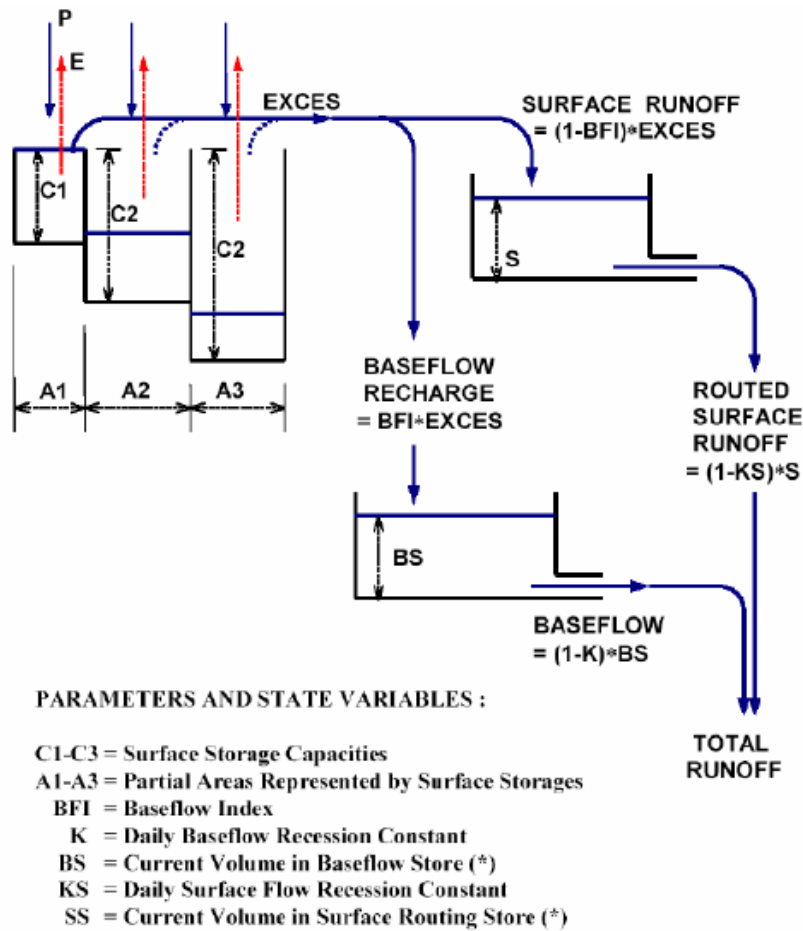 P
E
EXCES
SURFACE RUNOFF
= (1-BFI)*EXCES
C1
C2
C2
S
A1
A2
A3
BASEFLOW
RECHARGE
= BFI*EXCES
ROUTED
SURFACE
RUNOFF
= (1-KS)*S
BS
BASEFLOW
= (1-K)*BS
TOTAL
RUNOFF
PARAMETERS AND STATE VARIABLES :
C1-C3 = Surface Storage Capacities
A1-A3 = Partial Areas Represented by Surface Storages
BFI = Baseflow Index
K = Daily Baseflow Recession Constant
BS = Current Volume in Baseflow Store (*)
KS = Daily Surface Flow Recession Constant
SS = Current Volume in Surface Routing Store (*)